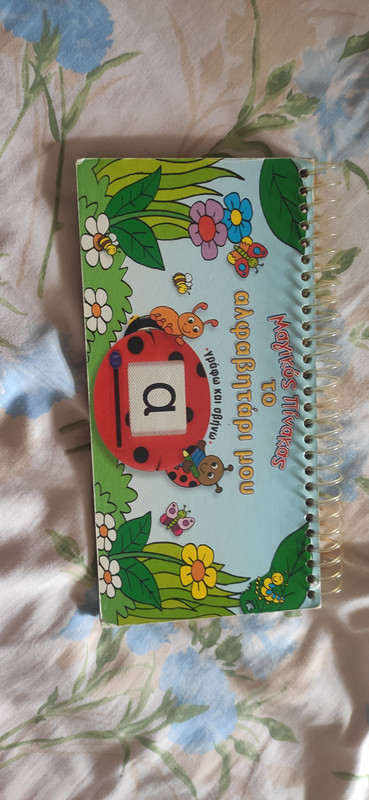 Μαγικός Πίνακας
το
αλφαβητάρι μου
.γράφω και σβήνω.
α